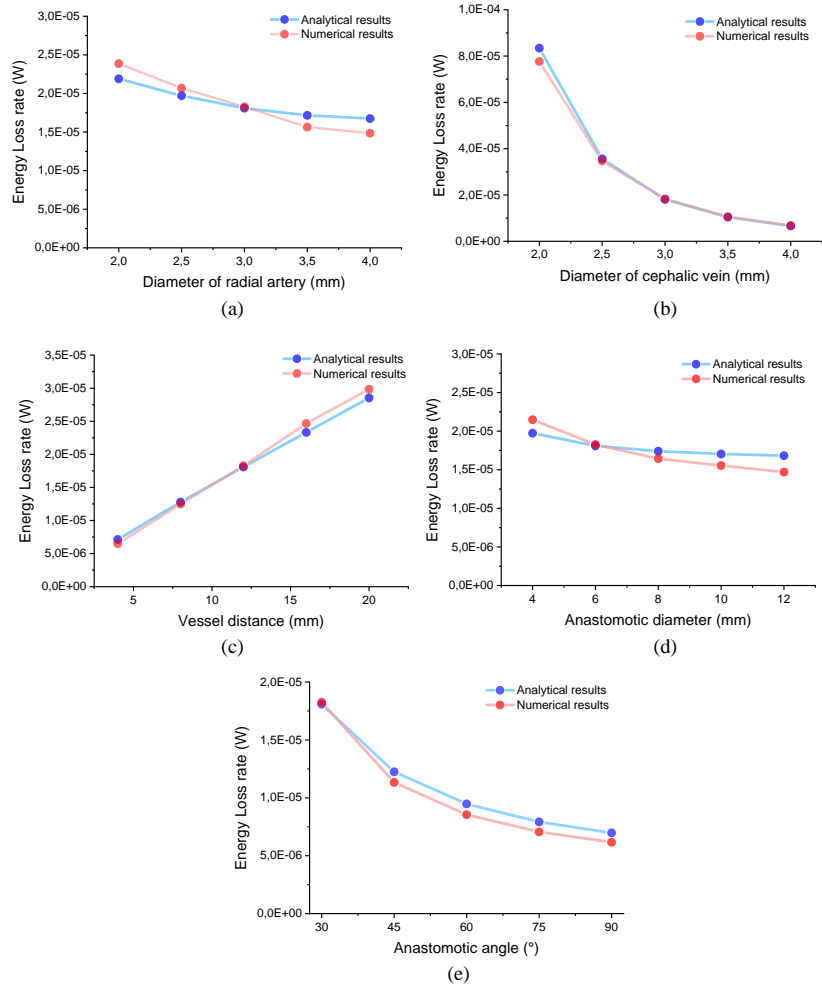 Analytical results
Numerical results
3,0E-05
2,5E-05
2,0E-05
1,5E-05
1,0E-05
5,0E-06
0,0E+00
Energy Loss rate (W)
2,0 2,5 3,0 3,5 4,0
Diameter of radial artery (mm)
(a)
Analytical results
Numerical results
1,0E-04
8,0E-05
6,0E-05
4,0E-05
2,0E-05
0,0E+00
Energy Loss rate (W)
2,0 2,5 3,0 3,5 4,0
Diameter of cephalic vein (mm)
(b)
Analytical results
Numerical results
3,5E-05
3,0E-05
2,5E-05
2,0E-05
1,5E-05
1,0E-05
5,0E-06
0,0E+00
Energy Loss rate (W)
5 10 15 20
Vessel distance (mm)
(c)
Analytical results
Numerical results
3,0E-05
2,5E-05
2,0E-05
1,5E-05
1,0E-05
5,0E-06
0,0E+00
Energy Loss rate (W)
4 6 8 10 12
Anastomotic diameter (mm)
(d)
Analytical results
Numerical results
2,0E-05
1,5E-05
1,0E-05
5,0E-06
0,0E+00
Energy Loss rate (W)
30 45 60 75 90
Anastomotic angle (°)
(e)